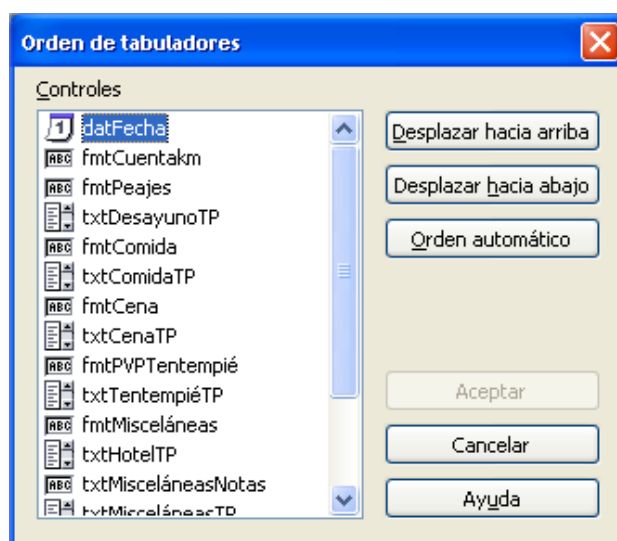 Orden de tabuladores
Controles
datFecha
fmtCuentakm
fmtPeajes
txtDesayunoTP
fmtComida
txtComidaTP
fmtCena
txtCenaTP
fmtPVPTentempié
txtTentempiéTP
fmtMisceláneas
txtHotelTP
txtMisceláneasNotas
txtMisceláneasTP
Desplazar hacia arriba
Desplazar hacia abajo
Orden automático
Aceptar
Cancelar
Ayuda